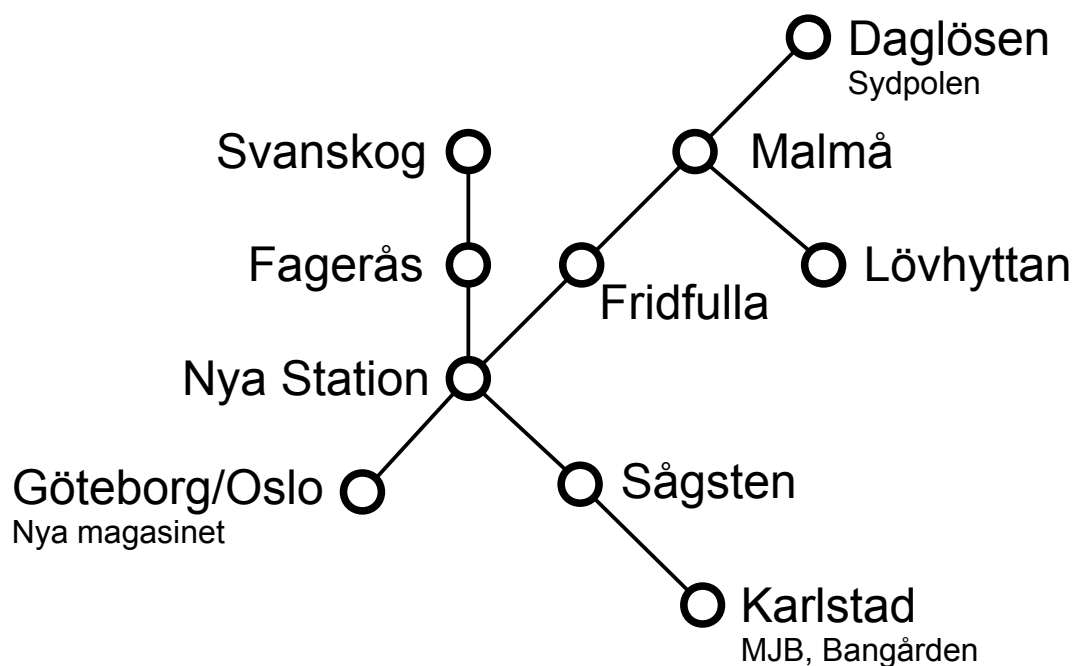 Daglösen
Sydpolen
Svanskog
Malmå
Fagerås
Lövhyttan
Fridfulla
Nya Station
Göteborg/Oslo
Nya magasinet
Sågsten
Karlstad
MJB, Bangården